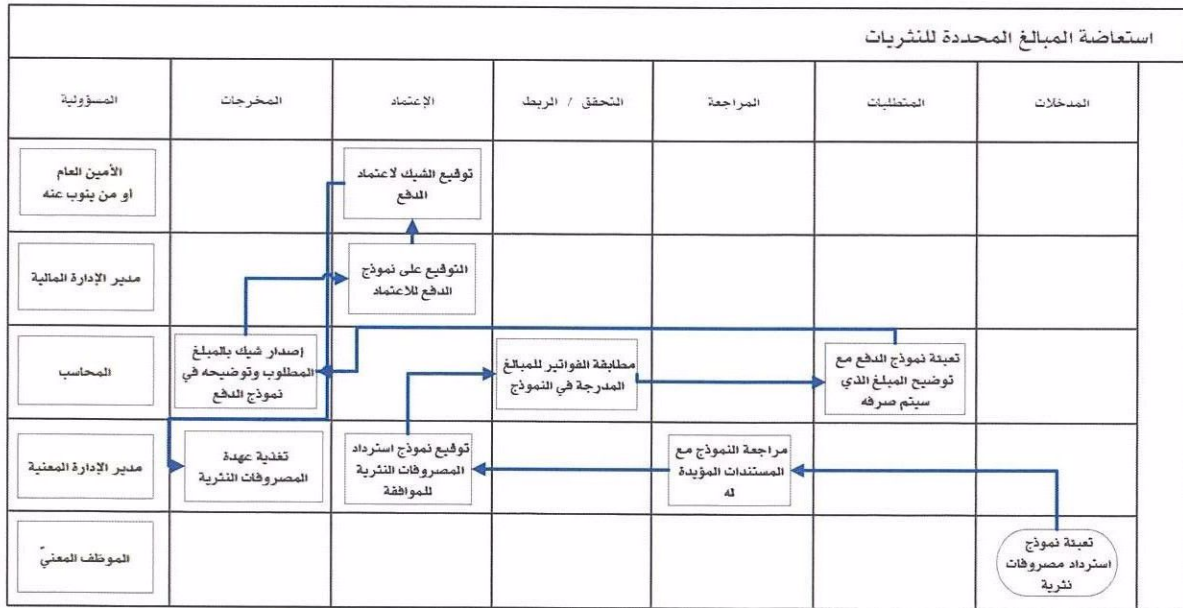 استعاضة المبالغ المحددة للنثريات
المدخلات
المتطلبات
المراجعة
التحقق / الربط
الإعتماد
المخرجات
المسؤولية
توقيع الشيك لاعتماد
الدفع
الأمين العام
او من ينوب عنه
التوقيع على نموذج
الدفع للاعتماد
مدير الإدارة المالية
تعبئة نموذج الدفع مع
توضيح المبلغ الذي
سيتم صرفه
مطابقة الفواتير للمبالغ
المدرجة في النموذج
إصدار شيك بالمبلغ
المطلوب وتوضيحه في
نموذج الدفع
المحاسب
مراجعة النموذج مع
المستندات المؤيدة
له
توقيع نموذج استرداد
المصروفات النثرية
للموافقة
تغذية عهدة
المصروفات النثرية
مدير الإدارة المعنية
تعبئة نموذج
استرداد مصروفات
نثرية
الموظف المعنيّ